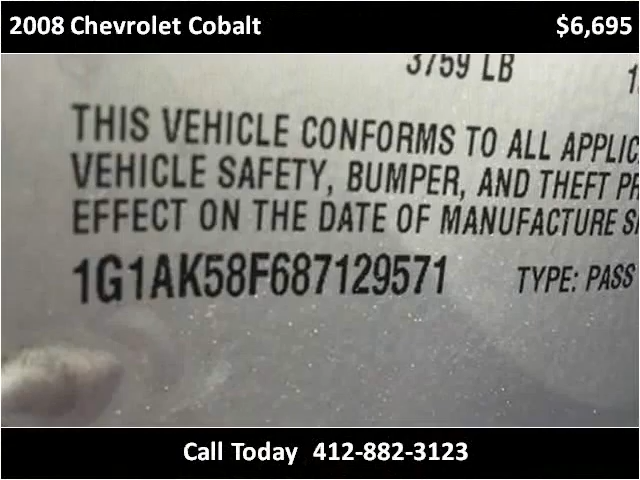 2008 Chevrolet Cobalt $6,695
3759 LB
THIS VEHICLE CONFORMS TO ALL
VEHICLE SAFETY, BUMPER, AND THEFT
EFFECT ON THE DATE OF MANUFACTURE
1G1AK58F687129571 TYPE: PASS
Call Today 412-882-3123